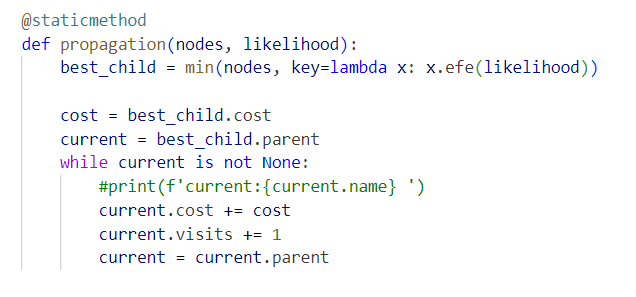 @staticmethod
def propagation(nodes, likelihood):
    best_child = min(nodes, key=lambda x: x.efe(likelihood))

    cost = best_child.cost
    current = best_child.parent
    while current is not None:
        #print(f'current:{current.name} ')
        current.cost += cost
        current.visits += 1
        current = current.parent